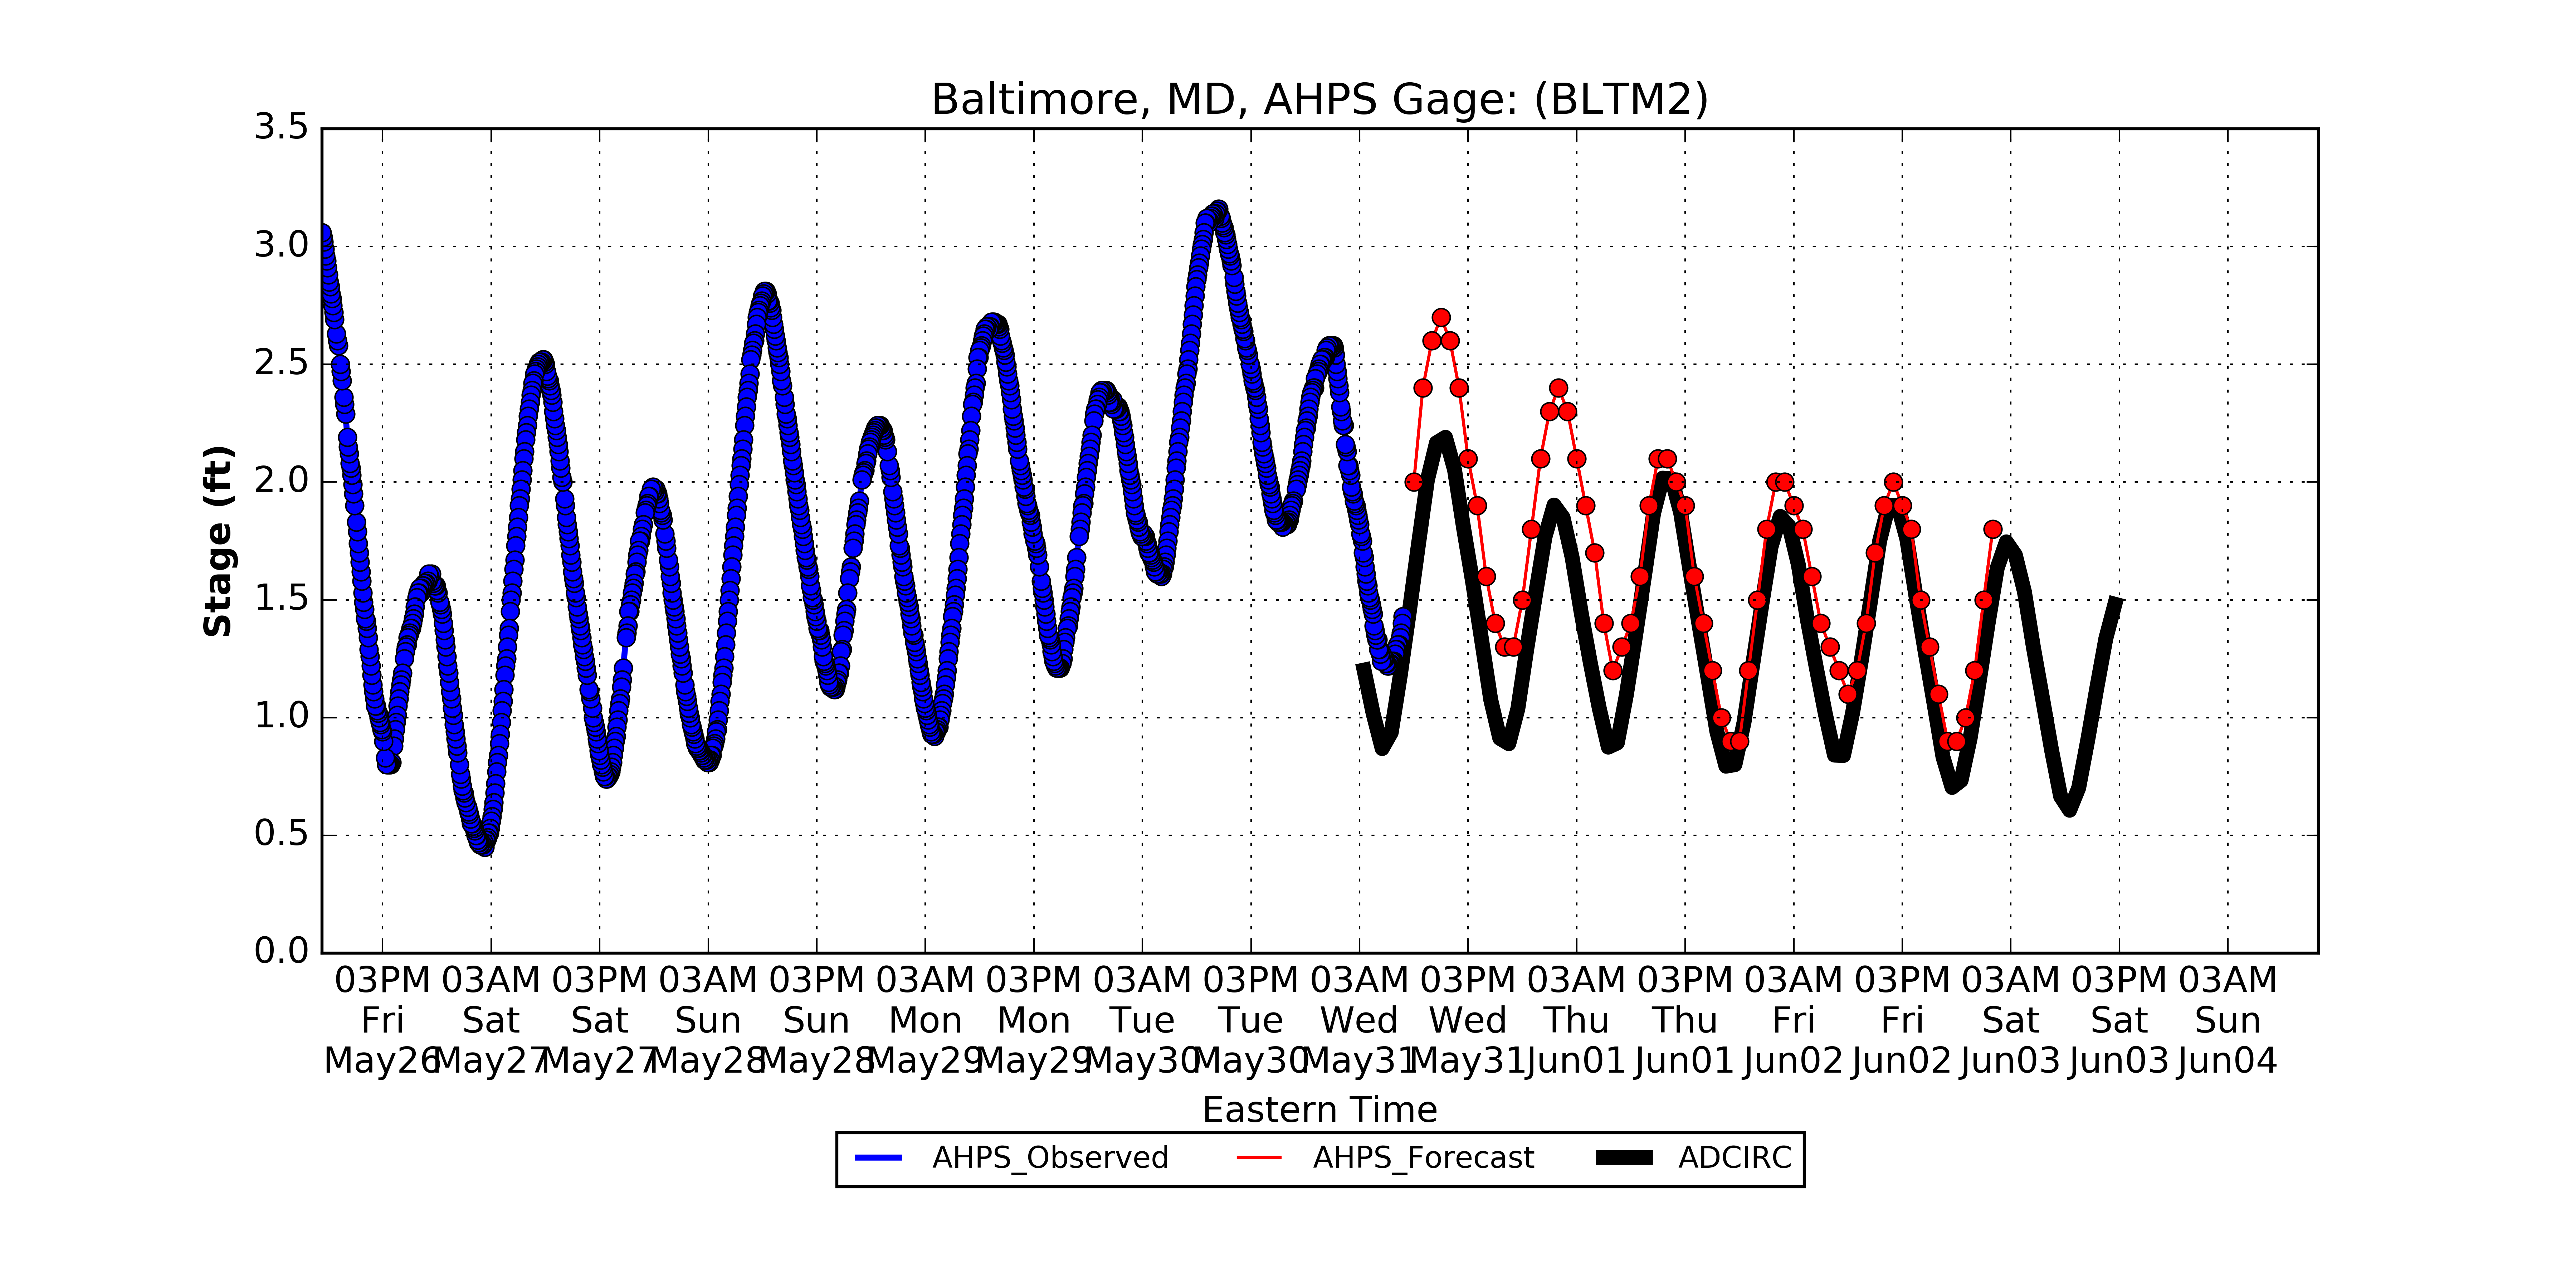 Baltimore, MD, AHPS Gage: (BLTM2)
3.5
3.0
2.5
2.0
1.5
1.0
0.5
0.0
Stage (ft)
03PM 03AM 03PM 03AM 03PM 03AM 03PM 03AM 03PM 03AM 03PM 03AM 03PM 03AM 03PM 03AM 03PM 03AM
Fri Sat Sat Sun Sun Mon Mon Tue Tue Wed Wed Thu Thu Fri Fri Sat Sat Sun
May26 May27 May27 May28 May28 May29 May29 May30 May30 May31 May31 Jun01 Jun01 Jun02 Jun02 Jun03 Jun03 Jun04
Eastern Time
AHPS_Observed AHPS_Forecast ADCIRC